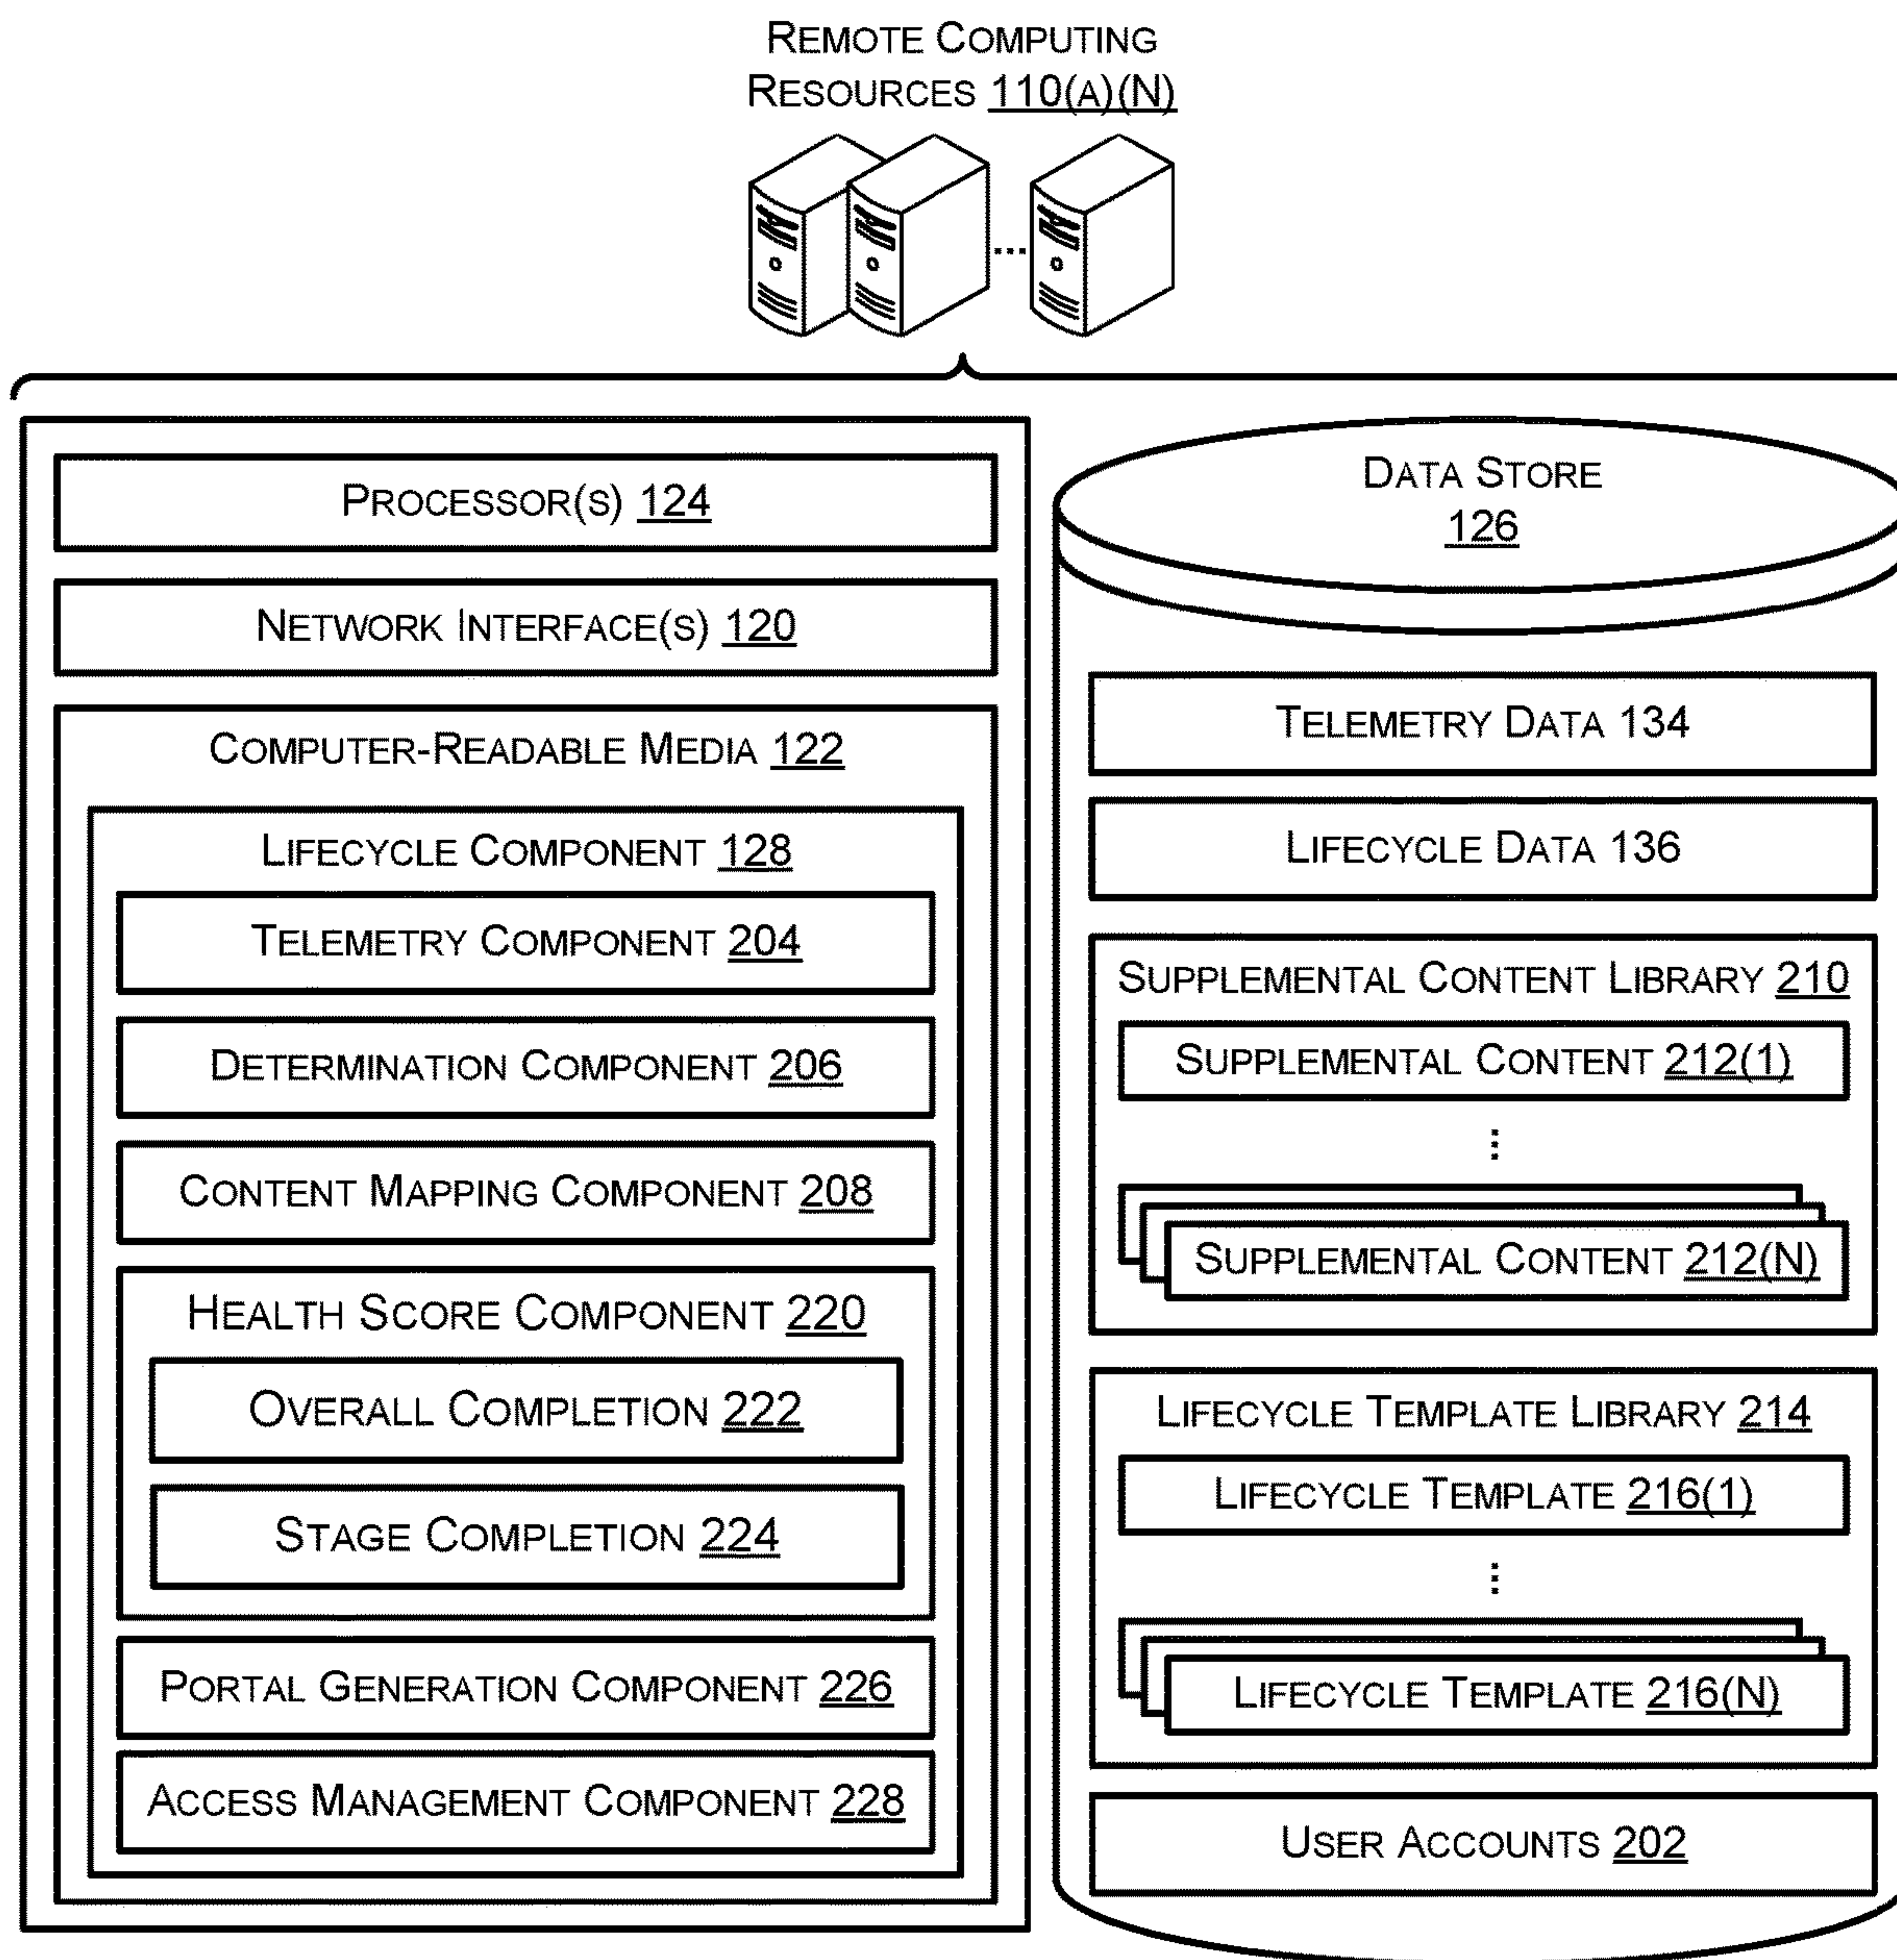 REMOTE COMPUTING
RESOURCES 110(A)(N)
...
PROCESSOR(S) 124
NETWORK INTERFACE(S) 120
COMPUTER-READABLE MEDIA 122
LIFECYCLE COMPONENT 128
TELEMETRY COMPONENT 204
DETERMINATION COMPONENT 206
CONTENT MAPPING COMPONENT 208
HEALTH SCORE COMPONENT 220
OVERALL COMPLETION 222
STAGE COMPLETION 224
PORTAL GENERATION COMPONENT 226
ACCESS MANAGEMENT COMPONENT 228
DATA STORE
126
TELEMETRY DATA 134
LIFECYCLE DATA 136
SUPPLEMENTAL CONTENT LIBRARY 210
SUPPLEMENTAL CONTENT 212(1)
⋮
SUPPLEMENTAL CONTENT 212(N)
LIFECYCLE TEMPLATE LIBRARY 214
LIFECYCLE TEMPLATE 216(1)
⋮
LIFECYCLE TEMPLATE 216(N)
USER ACCOUNTS 202